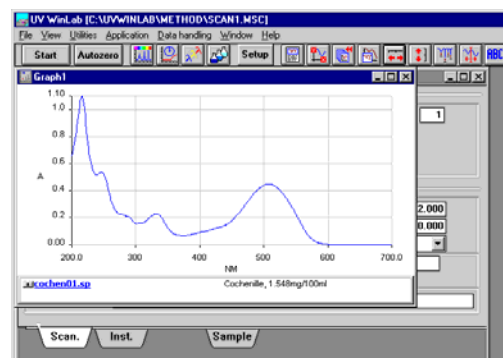 UV WinLab [C:\UVWINLAB\METHOD\SCAN1.MSC]
File View Utilities Application Data handling Window Help
Start Autozero Setup ABC
Graph1
1
1.10
1.0
0.8
0.6
A
0.4
0.2
0.00
200.0 300 400 500 600 700.0
NM
2.000
0.000
cochen01.sp Cochenille, 1.548mg/100ml
Scan. Inst. Sample